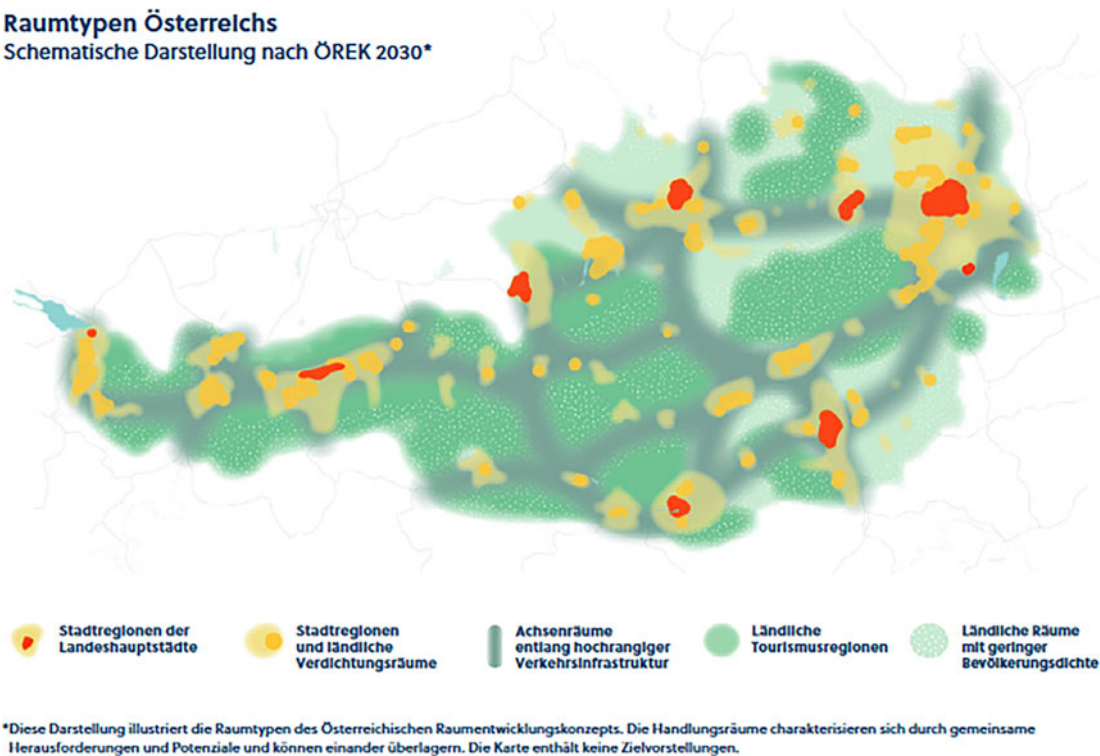 Raumtypen Österreichs
Schematische Darstellung nach ÖREK 2030*
Stadtregionen der
Landeshauptstädte
Stadtregionen
und ländliche
Verdichtungsräume
Achsenräume
entlang hochrangiger
Verkehrsinfrastruktur
Ländliche
Tourismusregionen
Ländliche Räume
mit geringer
Bevölkerungsdichte
*Diese Darstellung illustriert die Raumtypen des Österreichischen Raumentwicklungskonzepts. Die Handlungsräume charakterisieren sich durch gemeinsame
Herausforderungen und Potenziale und können einander überlagern. Die Karte enthält keine Zielvorstellungen.